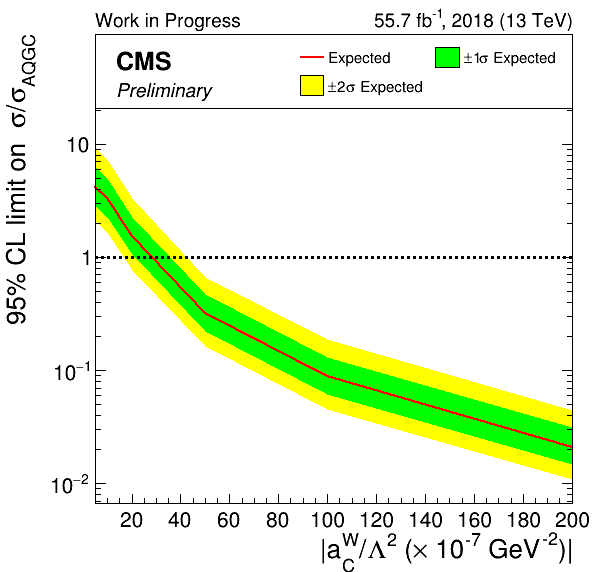 Work in Progress 55.7 fb⁻¹, 2018 (13 TeV)
CMS
Preliminary
Expected ±1σ Expected
±2σ Expected
95% CL limit on σ/σ_AQGC
10
1
10⁻¹
10⁻²
20 40 60 80 100 120 140 160 180 200
|a_C^W/Λ² (× 10⁻⁷ GeV⁻²)|